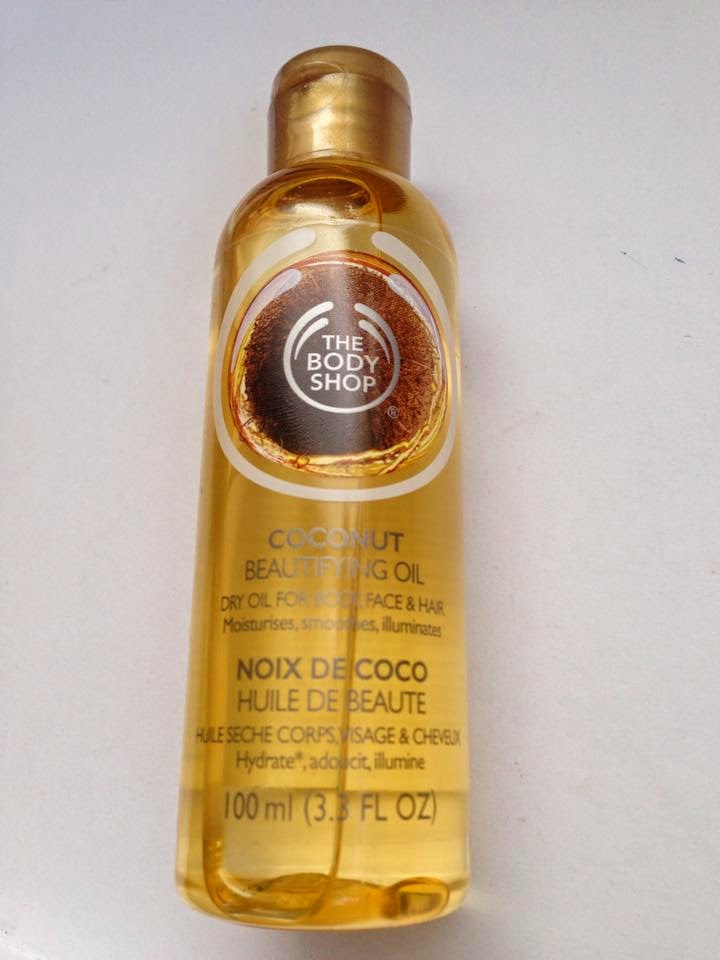 THE
BODY
SHOP
®
COCONUT
BEAUTIFYING OIL
DRY OIL FOR BODY, FACE & HAIR
Moisturises, smoothes, illuminates
NOIX DE COCO
HUILE DE BEAUTE
HUILE SECHE CORPS, VISAGE & CHEVEUX
Hydrate*, adoucit, illumine
100 ml (3.3 FL OZ)